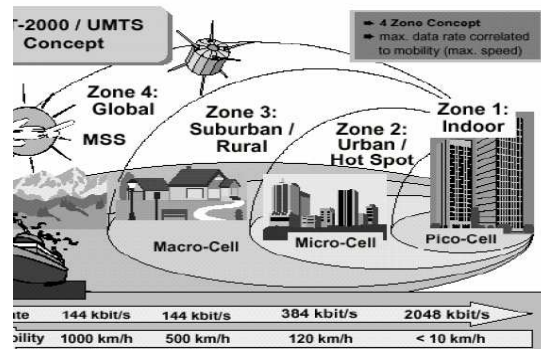 T-2000 / UMTS
Concept
4 Zone Concept
max. data rate correlated
to mobility (max. speed)
Zone 4:
Global
MSS
Zone 3:
Suburban /
Rural
Zone 2:
Urban /
Hot Spot
Zone 1:
Indoor
Macro-Cell
Micro-Cell
Pico-Cell
te 144 kbit/s 144 kbit/s 384 kbit/s 2048 kbit/s
bility 1000 km/h 500 km/h 120 km/h < 10 km/h